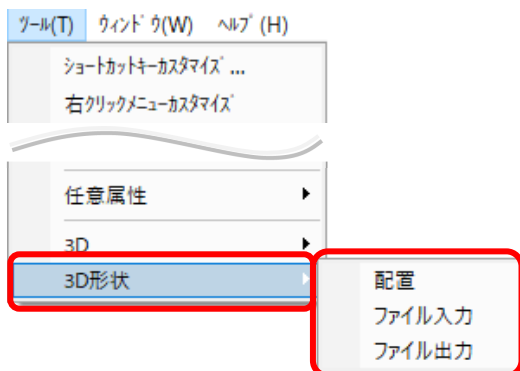 ﾂｰﾙ(T) ｳｨﾝﾄﾞｳ(W) ﾍﾙﾌﾟ(H)
ｼｮｰﾄｶｯﾄｷｰｶｽﾀﾏｲｽﾞ...
右ｸﾘｯｸﾒﾆｭｰｶｽﾀﾏｲｽﾞ
任意属性
3D
3D形状
配置
ファイル入力
ファイル出力